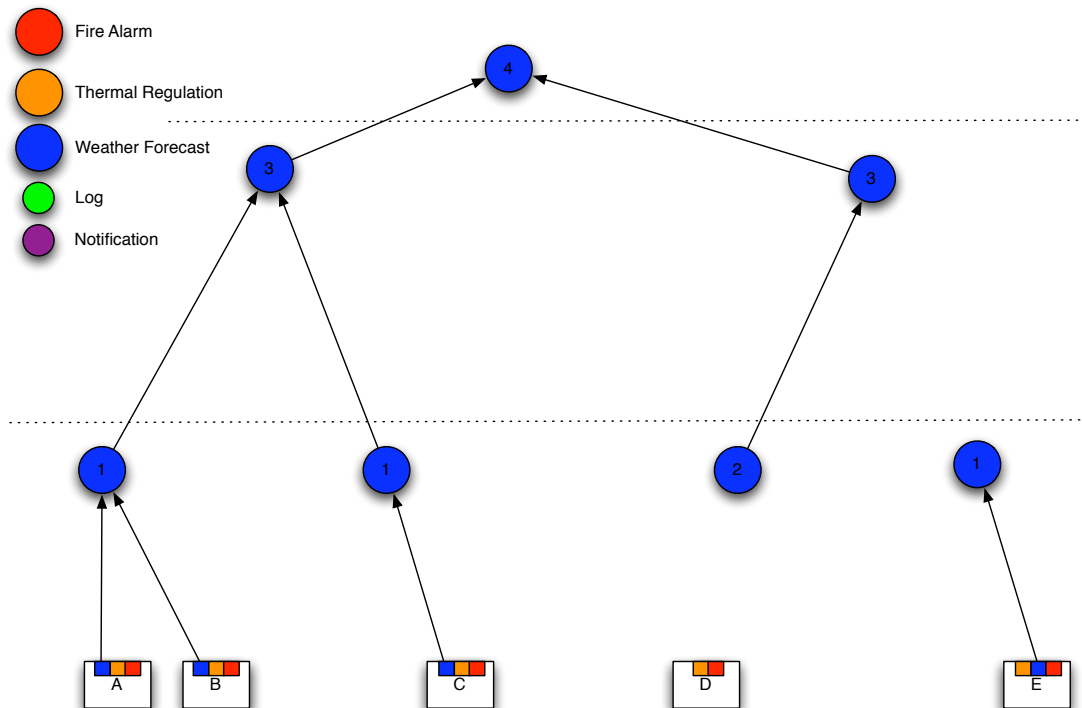 Fire Alarm
4
Thermal Regulation
Weather Forecast
3
3
Log
Notification
1
1
2
1
A
B
C
D
E